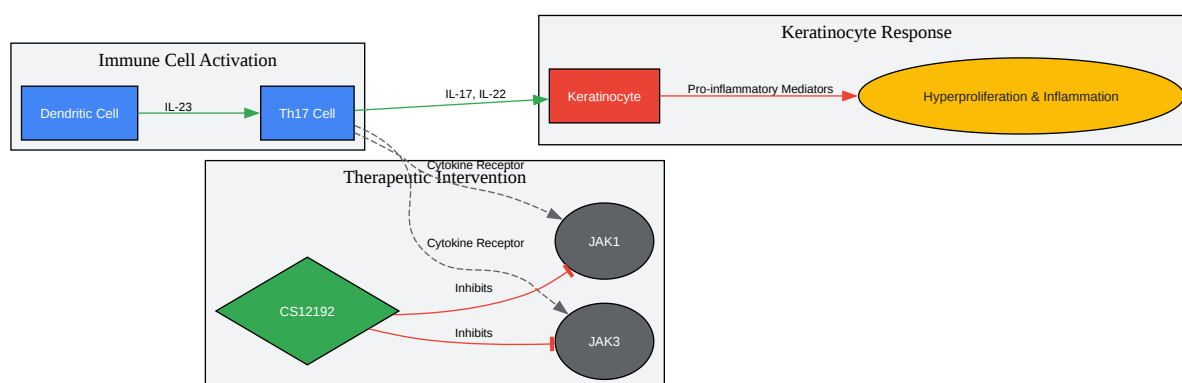 Immune Cell Activation
Dendritic Cell
IL-23
Th17 Cell
IL-17, IL-22
Keratinocyte Response
Keratinocyte
Pro-inflammatory Mediators
Hyperproliferation & Inflammation
Cytokine Receptor
Therapeutic Intervention
JAK1
Cytokine Receptor
Inhibits
CS12192
Inhibits
JAK3